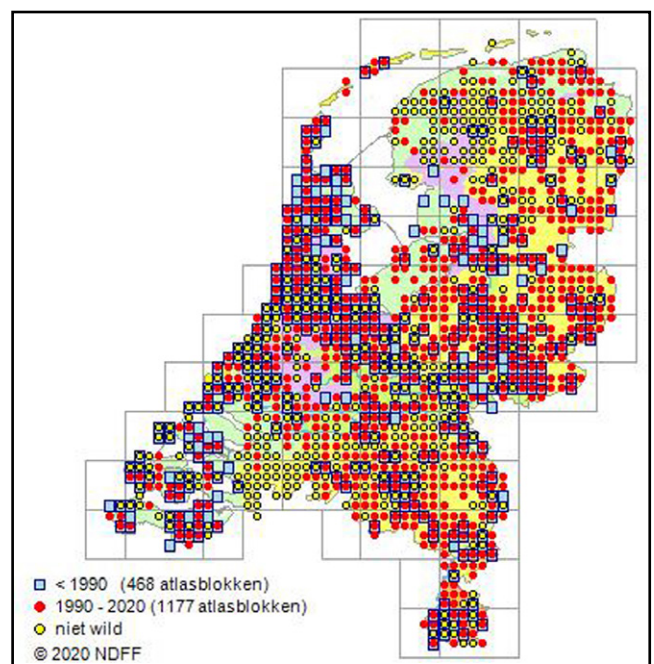 < 1990 (468 atlasblokken)
1990 - 2020 (1177 atlasblokken)
niet wild
© 2020 NDFF